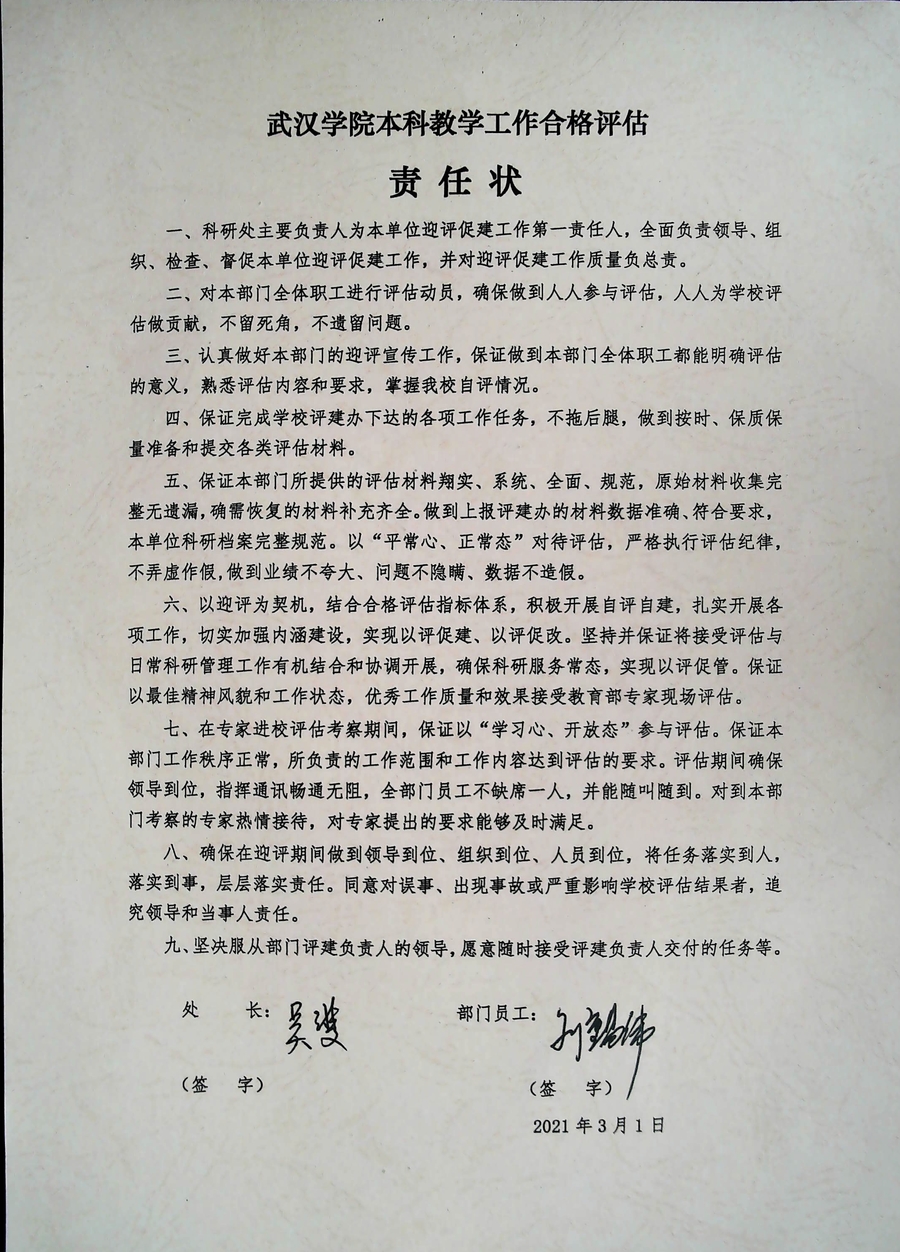 武汉学院本科教学工作合格评估
责 任 状
一、科研处主要负责人为本单位迎评促建工作第一责任人，全面负责领导、组
织、检查、督促本单位迎评促建工作，并对迎评促建工作质量负总责。
二、对本部门全体职工进行评估动员，确保做到人人参与评估，人人为学校评
估做贡献，不留死角，不遗留问题。
三、认真做好本部门的迎评宣传工作，保证做到本部门全体职工都能明确评估
的意义，熟悉评估内容和要求，掌握我校自评情况。
四、保证完成学校评建办下达的各项工作任务，不拖后腿，做到按时、保质保
量准备和提交各类评估材料。
五、保证本部门所提供的评估材料翔实、系统、全面、规范，原始材料收集完
整无遗漏，确需恢复的材料补充齐全。做到上报评建办的材料数据准确、符合要求，
本单位科研档案完整规范。以“平常心、正常态”对待评估，严格执行评估纪律，
不弄虚作假，做到业绩不夸大、问题不隐瞒、数据不造假。
六、以迎评为契机，结合合格评估指标体系，积极开展自评自建，扎实开展各
项工作，切实加强内涵建设，实现以评促建、以评促改。坚持并保证将接受评估与
日常科研管理工作有机结合和协调开展，确保科研服务常态，实现以评促管。保证
以最佳精神风貌和工作状态，优秀工作质量和效果接受教育部专家现场评估。
七、在专家进校评估考察期间，保证以“学习心、开放态”参与评估。保证本
部门工作秩序正常，所负责的工作范围和工作内容达到评估的要求。评估期间确保
领导到位，指挥通讯畅通无阻，全部门员工不缺席一人，并能随叫随到。对到本部
门考察的专家热情接待，对专家提出的要求能够及时满足。
八、确保在迎评期间做到领导到位、组织到位、人员到位，将任务落实到人，
落实到事，层层落实责任。同意对误事、出现事故或严重影响学校评估结果者，追
究领导和当事人责任。
九、坚决服从部门评建负责人的领导，愿意随时接受评建负责人交付的任务等。
处 长：吴 部门员工：
（签 字） （签 字）
2021 年 3 月 1 日